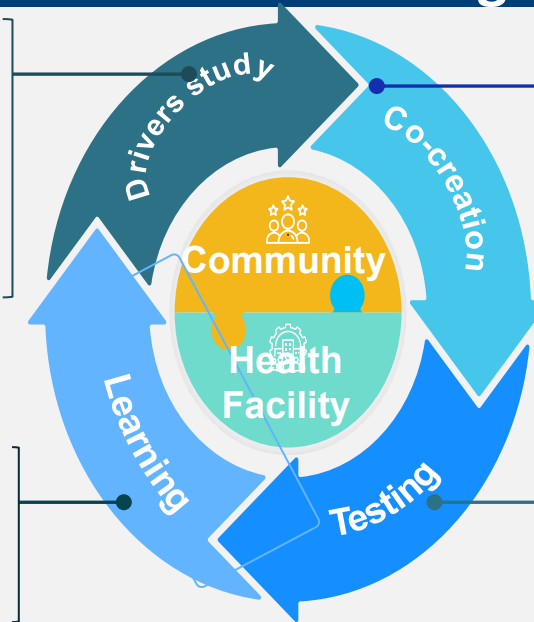 Drivers study
Co-creation
Community
Health
Facility
Learning
Testing